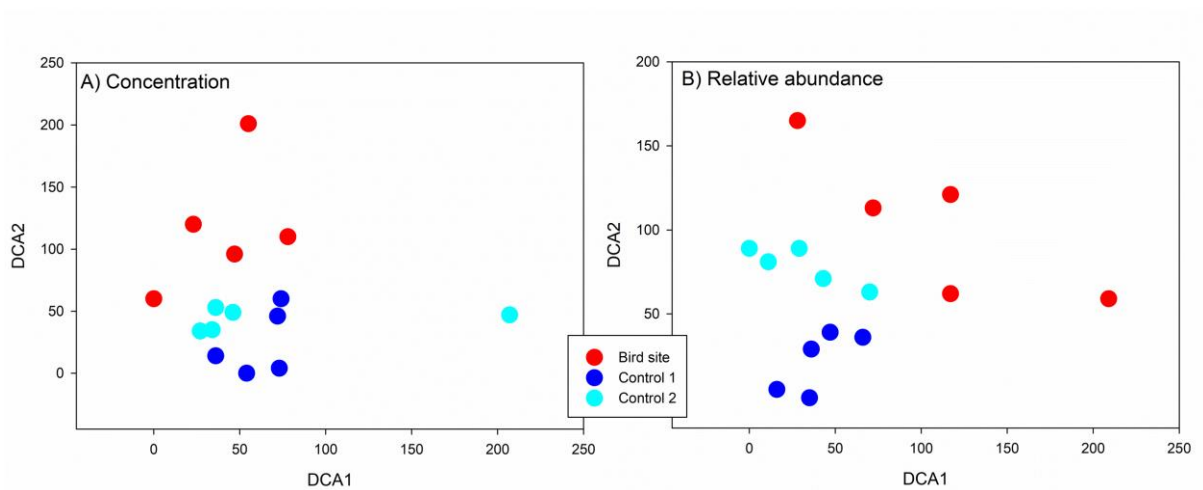 A) Concentration
250
200
150
100
50
0
DCA2
0 50 100 150 200 250
DCA1
B) Relative abundance
200
150
100
50
DCA2
0 50 100 150 200 250
DCA1
Bird site
Control 1
Control 2